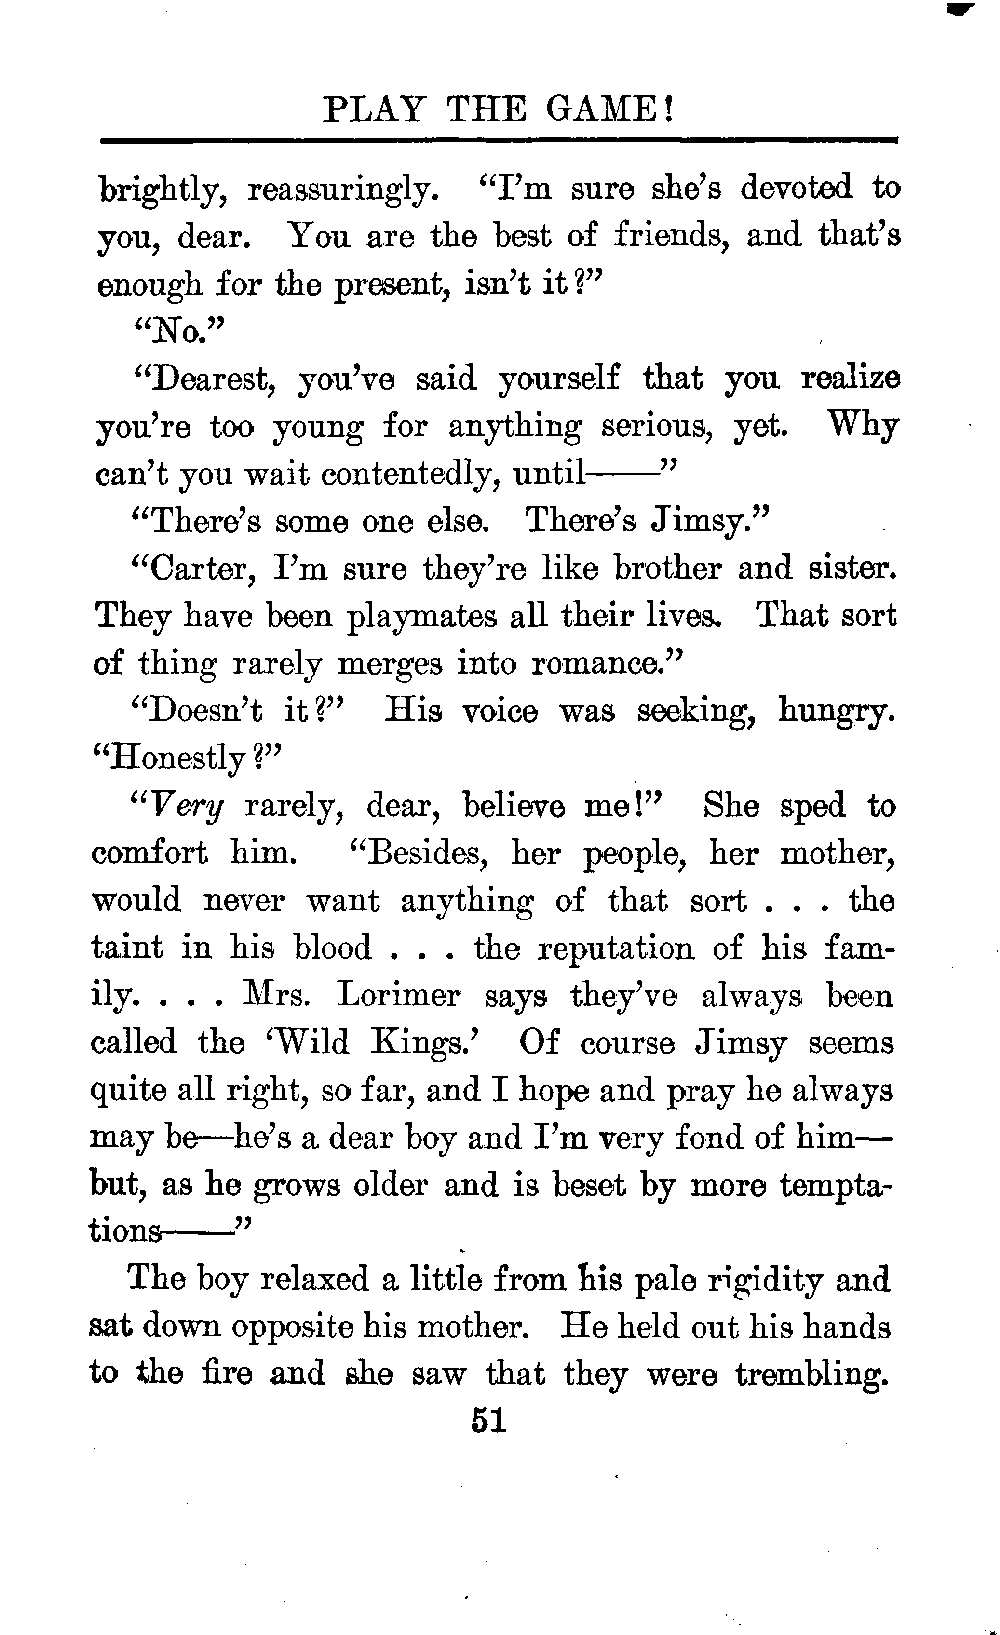 PLAY THE GAME!
brightly, reassuringly. “I’m sure she’s devoted to
you, dear. You are the best of friends, and that’s
enough for the present, isn’t it?”
“No.”
“Dearest, you’ve said yourself that you realize
you’re too young for anything serious, yet. Why
can’t you wait contentedly, until——”
“There’s some one else. There’s Jimsy.”
“Carter, I’m sure they’re like brother and sister.
They have been playmates all their lives. That sort
of thing rarely merges into romance.”
“Doesn’t it?” His voice was seeking, hungry.
“Honestly?”
“Very rarely, dear, believe me!” She sped to
comfort him. “Besides, her people, her mother,
would never want anything of that sort . . . the
taint in his blood . . . the reputation of his fam-
ily. . . . Mrs. Lorimer says they’ve always been
called the ‘Wild Kings.’ Of course Jimsy seems
quite all right, so far, and I hope and pray he always
may be—he’s a dear boy and I’m very fond of him—
but, as he grows older and is beset by more tempta-
tions——”
The boy relaxed a little from his pale rigidity and
sat down opposite his mother. He held out his hands
to the fire and she saw that they were trembling.
51